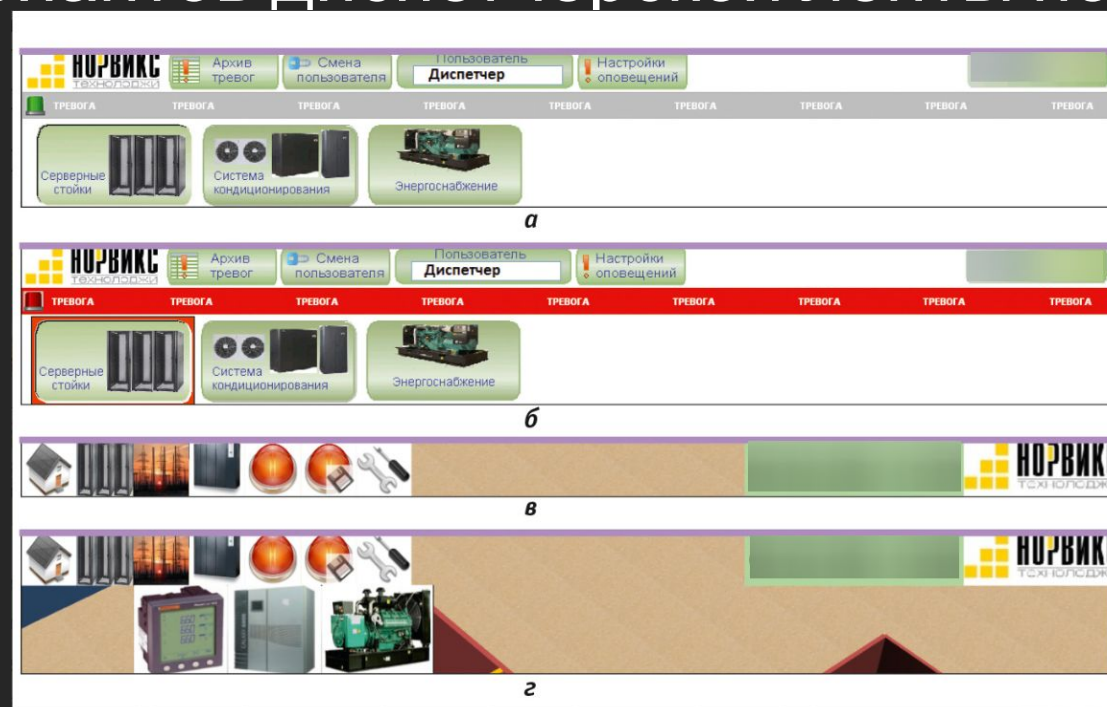 НОРВИКС
ТЕХНОЛОДЖИ
Архив тревог
Смена пользователя
Пользователь
Диспетчер
Настройки оповещений
ТРЕВОГА ТРЕВОГА ТРЕВОГА ТРЕВОГА ТРЕВОГА ТРЕВОГА ТРЕВОГА ТРЕВОГА ТРЕВОГА
Серверные стойки
Система кондиционирования
Энергоснабжение
а
НОРВИКС
ТЕХНОЛОДЖИ
Архив тревог
Смена пользователя
Пользователь
Диспетчер
Настройки оповещений
ТРЕВОГА ТРЕВОГА ТРЕВОГА ТРЕВОГА ТРЕВОГА ТРЕВОГА ТРЕВОГА ТРЕВОГА ТРЕВОГА
Серверные стойки
Система кондиционирования
Энергоснабжение
б
НОРВИК
ТЕХНОЛОДЖ
в
НОРВИК
ТЕХНОЛОДЖ
г